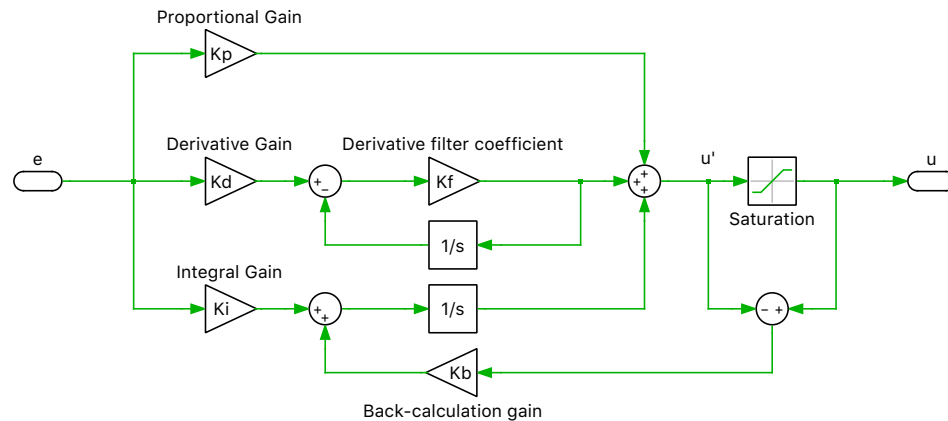 Proportional Gain
Kp
e
Derivative Gain
Derivative filter coefficient
Kd
+
−
Kf
+
+
+
u'
u
Saturation
1/s
Integral Gain
Ki
+
+
1/s
− +
Kb
Back-calculation gain